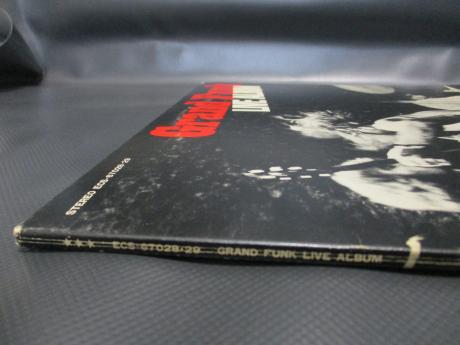 Grand Funk
LIVE ALBUM
STEREO ECS-67028·29
★★★ ECS 67028/29 GRAND FUNK LIVE ALBUM